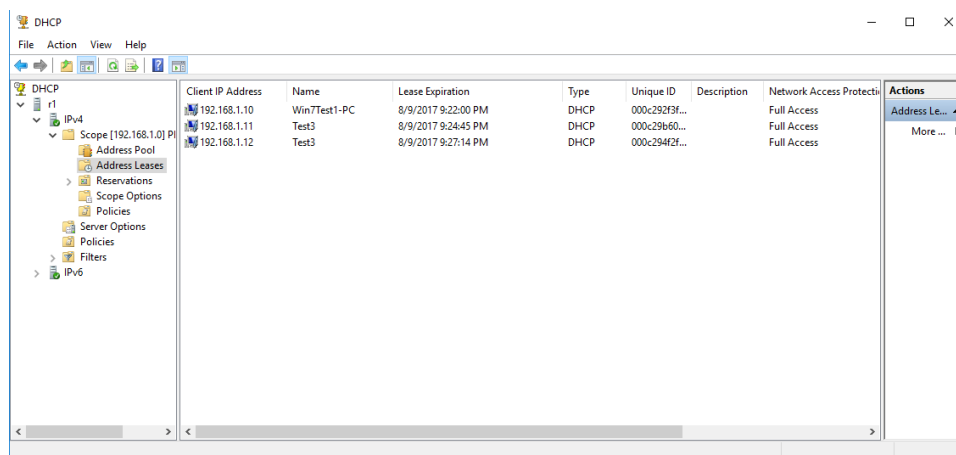 DHCP
File Action View Help
DHCP
r1
IPv4
Scope [192.168.1.0] Pl
Address Pool
Address Leases
Reservations
Scope Options
Policies
Server Options
Policies
Filters
IPv6
Client IP Address Name Lease Expiration Type Unique ID Description Network Access Protecti
192.168.1.10 Win7Test1-PC 8/9/2017 9:22:00 PM DHCP 000c292f3f... Full Access
192.168.1.11 Test3 8/9/2017 9:24:45 PM DHCP 000c29b60... Full Access
192.168.1.12 Test3 8/9/2017 9:27:14 PM DHCP 000c294f2f... Full Access
Actions
Address Le...
More ...